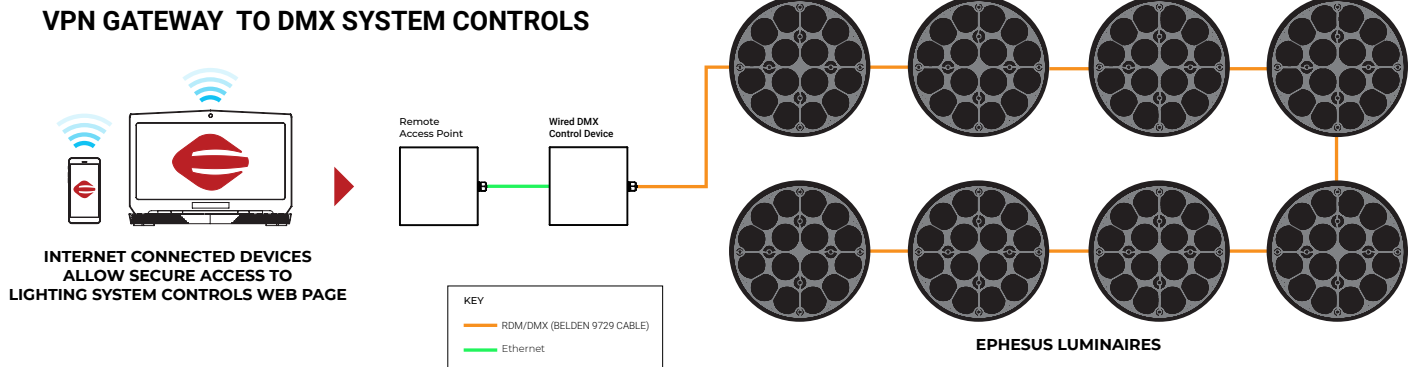 VPN GATEWAY TO DMX SYSTEM CONTROLS
Remote
Access Point
Wired DMX
Control Device
INTERNET CONNECTED DEVICES
ALLOW SECURE ACCESS TO
LIGHTING SYSTEM CONTROLS WEB PAGE
KEY
RDM/DMX (BELDEN 9729 CABLE)
Ethernet
EPHESUS LUMINAIRES